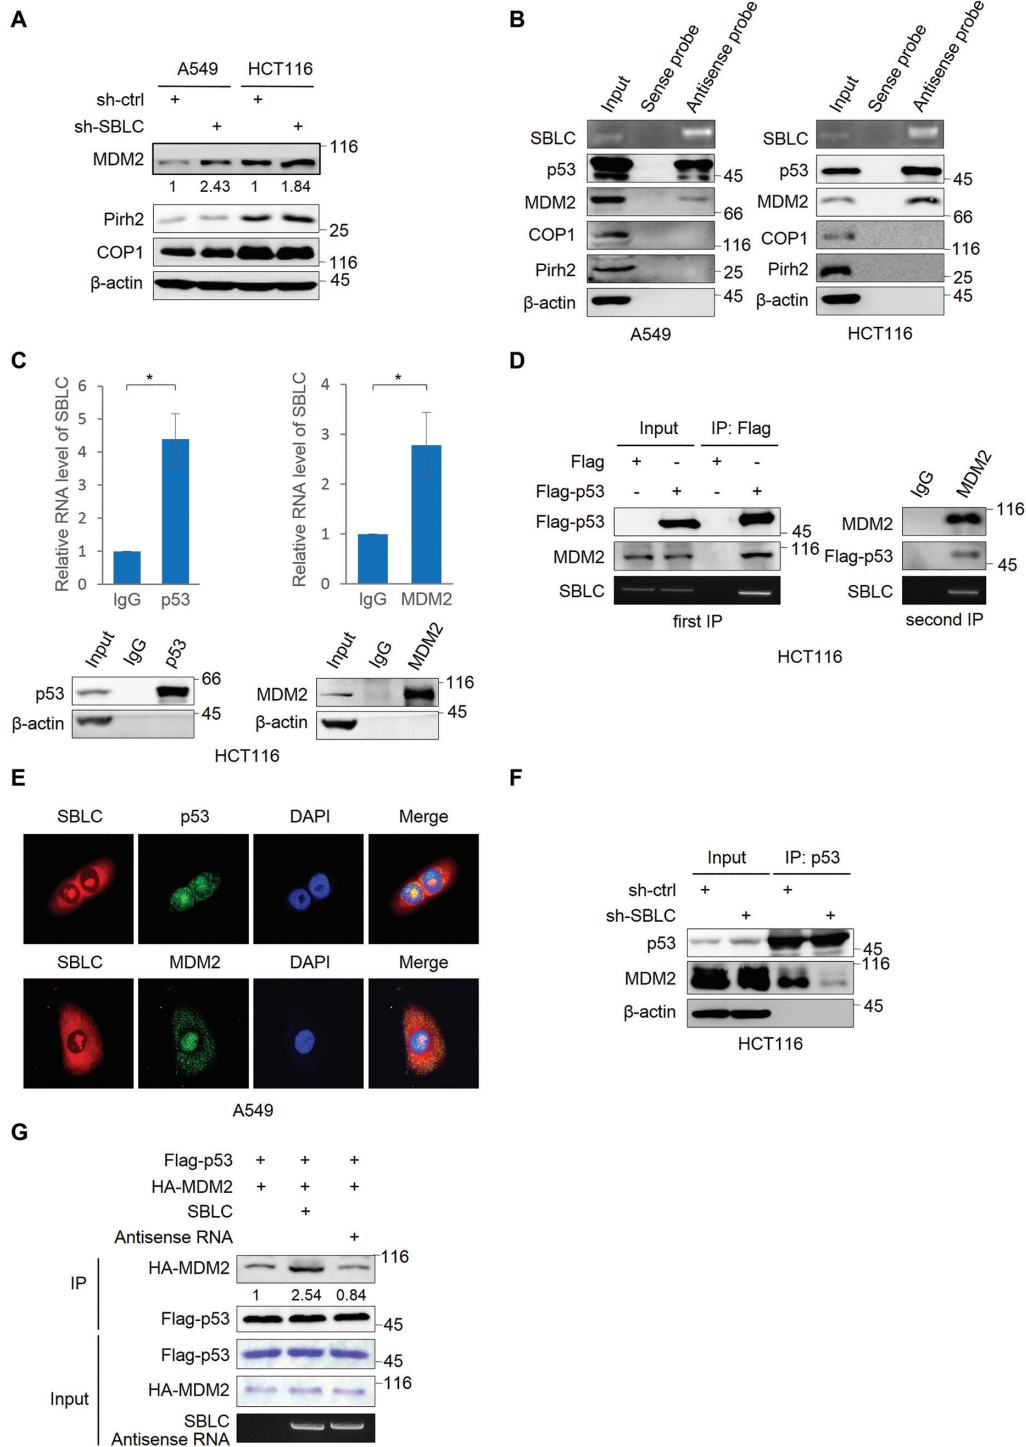 A
A549 HCT116
sh-ctrl + +
sh-SBLC + +
MDM2 116
1 2.43 1 1.84
Pirh2 25
COP1 116
β-actin 45
B
Input Sense probe Antisense probe
SBLC
p53 45
MDM2 66
COP1 116
Pirh2 25
β-actin 45
A549
Input Sense probe Antisense probe
SBLC
p53 45
MDM2 66
COP1 116
Pirh2 25
β-actin 45
HCT116
C
Relative RNA level of SBLC
6
5
4
3
2
1
0
*
IgG p53
Relative RNA level of SBLC
4
3
2
1
0
*
IgG MDM2
Input IgG p53
p53 66
β-actin 45
Input IgG MDM2
MDM2 116
β-actin 45
HCT116
D
Input IP: Flag
Flag + - + -
Flag-p53 - + - +
Flag-p53 45
MDM2 116
SBLC
first IP
IgG MDM2
MDM2 116
Flag-p53 45
SBLC
second IP
HCT116
E
SBLC p53 DAPI Merge
SBLC MDM2 DAPI Merge
A549
F
Input IP: p53
sh-ctrl + +
sh-SBLC + +
p53 45
MDM2 116
β-actin 45
HCT116
G
Flag-p53 + + +
HA-MDM2 + + +
SBLC +
Antisense RNA +
IP
HA-MDM2 116
1 2.54 0.84
Flag-p53 45
Input
Flag-p53 45
HA-MDM2 116
SBLC
Antisense RNA